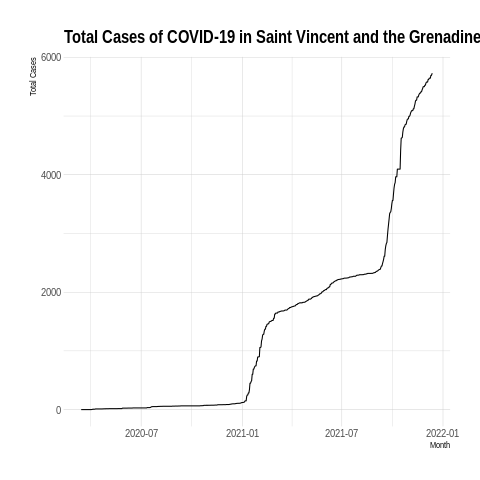 Total Cases of COVID-19 in Saint Vincent and the Grenadine
Total Cases
6000
4000
2000
0
2020-07 2021-01 2021-07 2022-01
Month